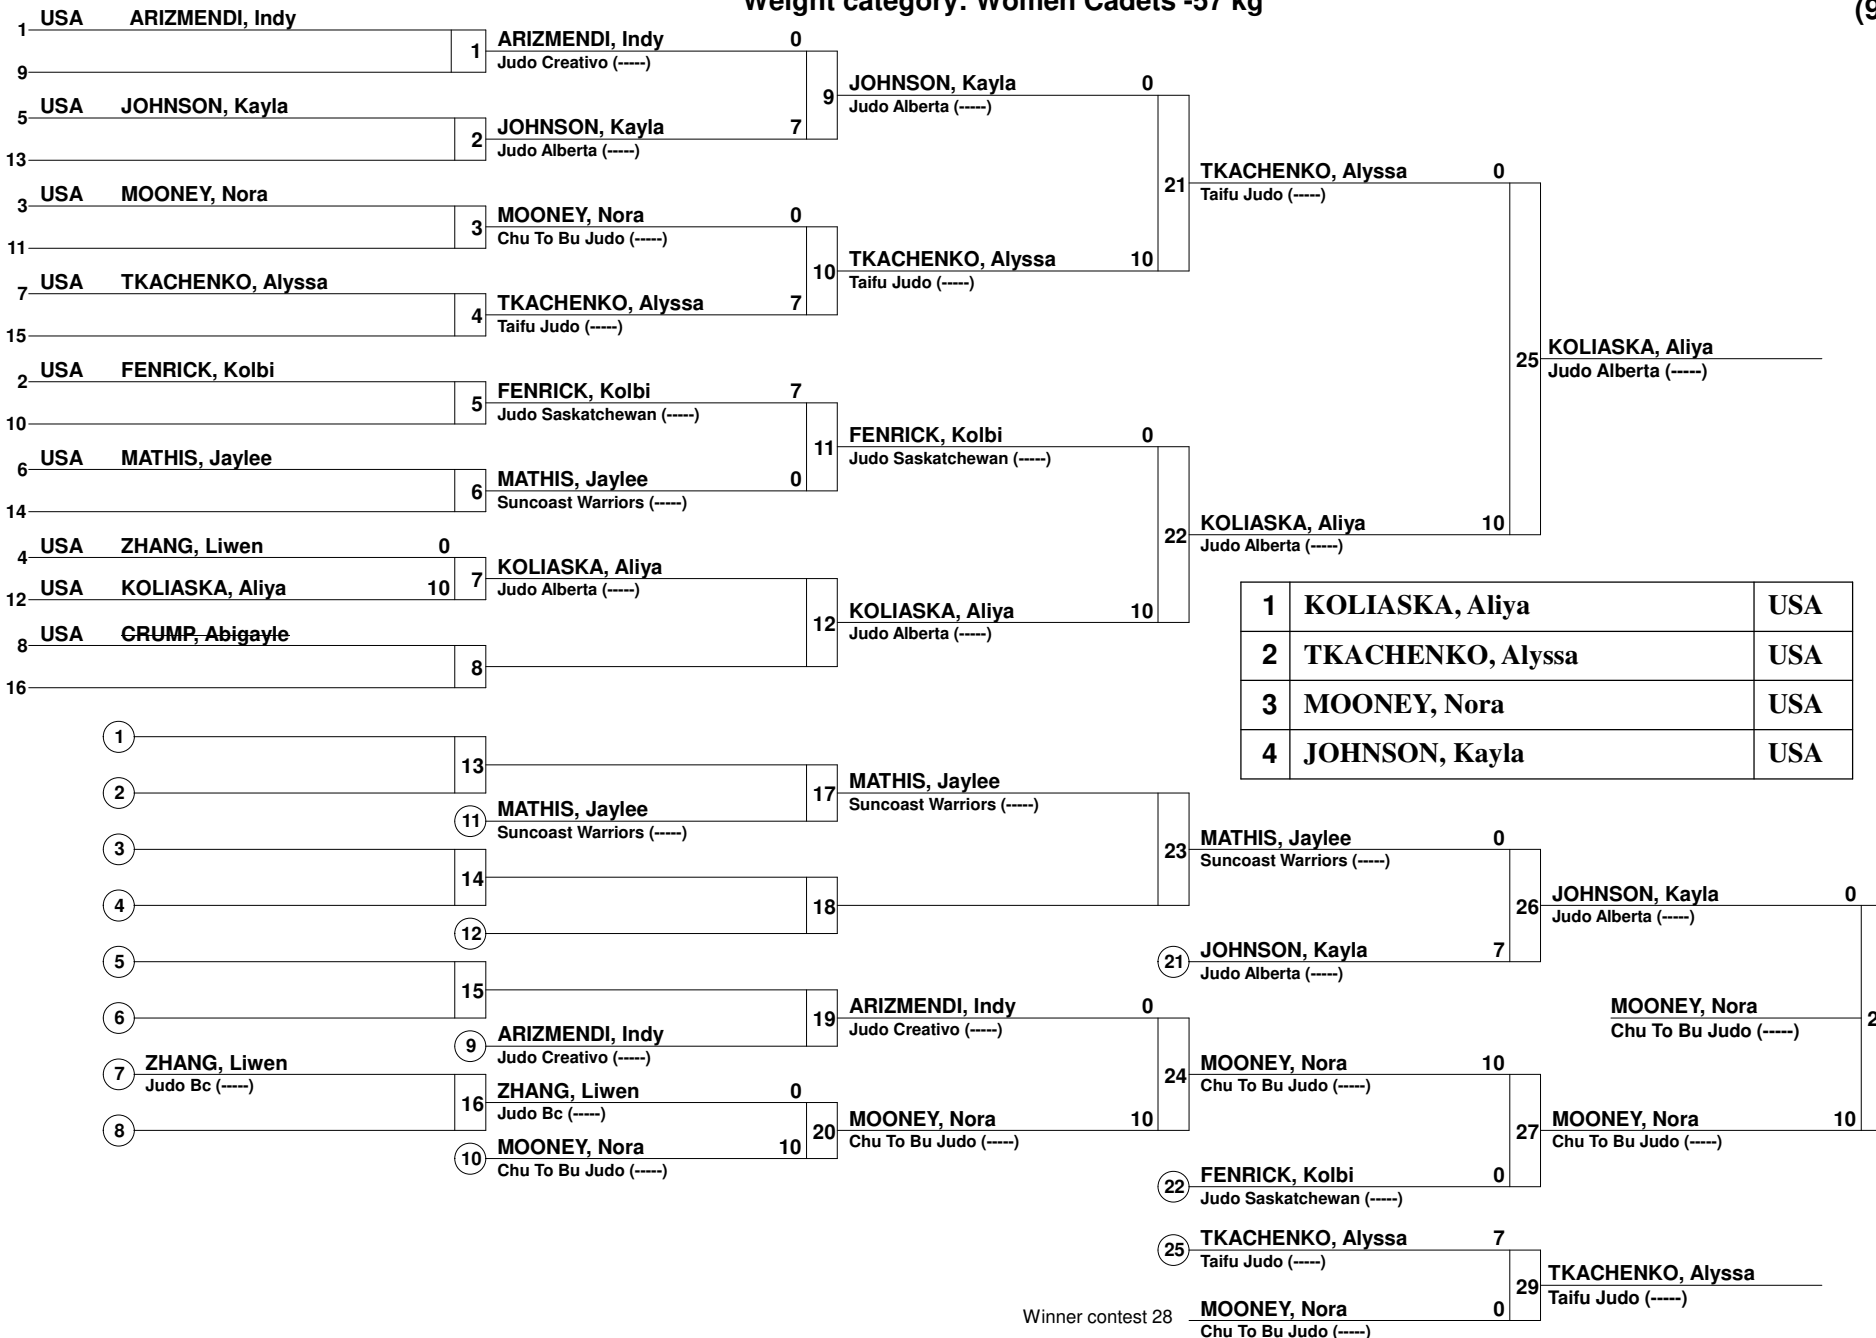 Weight category: Women Cadets -57 kg
(9
1 USA ARIZMENDI, Indy
9
1 ARIZMENDI, Indy 0
Judo Creativo (-----)
5 USA JOHNSON, Kayla
13
2 JOHNSON, Kayla 7
Judo Alberta (-----)
9 JOHNSON, Kayla 0
Judo Alberta (-----)
3 USA MOONEY, Nora
11
3 MOONEY, Nora 0
Chu To Bu Judo (-----)
7 USA TKACHENKO, Alyssa
15
4 TKACHENKO, Alyssa 7
Taifu Judo (-----)
10 TKACHENKO, Alyssa 10
Taifu Judo (-----)
21 TKACHENKO, Alyssa 0
Taifu Judo (-----)
2 USA FENRICK, Kolbi
10
5 FENRICK, Kolbi 7
Judo Saskatchewan (-----)
6 USA MATHIS, Jaylee
14
6 MATHIS, Jaylee 0
Suncoast Warriors (-----)
11 FENRICK, Kolbi 0
Judo Saskatchewan (-----)
4 USA ZHANG, Liwen 0
12 USA KOLIASKA, Aliya 10
7 KOLIASKA, Aliya
Judo Alberta (-----)
8 USA CRUMP, Abigayle
16
8
12 KOLIASKA, Aliya 10
Judo Alberta (-----)
22 KOLIASKA, Aliya 10
Judo Alberta (-----)
25 KOLIASKA, Aliya
Judo Alberta (-----)
1 KOLIASKA, Aliya USA
2 TKACHENKO, Alyssa USA
3 MOONEY, Nora USA
4 JOHNSON, Kayla USA
1
2
13
11 MATHIS, Jaylee
Suncoast Warriors (-----)
17 MATHIS, Jaylee
Suncoast Warriors (-----)
3
4
14
12
18
23 MATHIS, Jaylee 0
Suncoast Warriors (-----)
21 JOHNSON, Kayla 7
Judo Alberta (-----)
26 JOHNSON, Kayla 0
Judo Alberta (-----)
5
6
15
9 ARIZMENDI, Indy
Judo Creativo (-----)
19 ARIZMENDI, Indy 0
Judo Creativo (-----)
7 ZHANG, Liwen
Judo Bc (-----)
8
16 ZHANG, Liwen 0
Judo Bc (-----)
10 MOONEY, Nora 10
Chu To Bu Judo (-----)
20 MOONEY, Nora 10
Chu To Bu Judo (-----)
24 MOONEY, Nora 10
Chu To Bu Judo (-----)
22 FENRICK, Kolbi 0
Judo Saskatchewan (-----)
27 MOONEY, Nora 10
Chu To Bu Judo (-----)
MOONEY, Nora 2
Chu To Bu Judo (-----)
25 TKACHENKO, Alyssa 7
Taifu Judo (-----)
Winner contest 28 MOONEY, Nora 0
Chu To Bu Judo (-----)
29 TKACHENKO, Alyssa
Taifu Judo (-----)